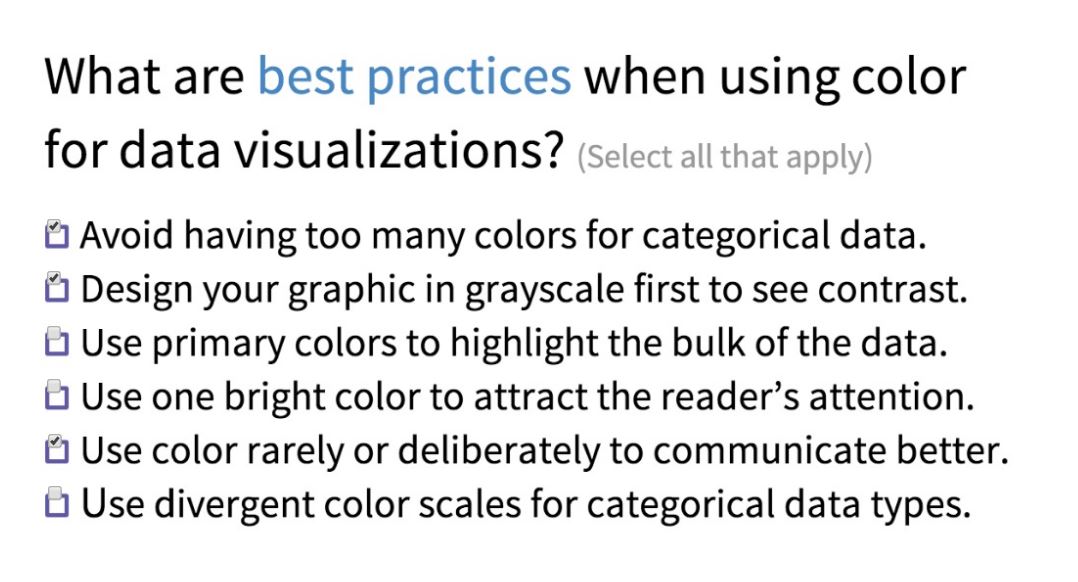 What are best practices when using color
for data visualizations? (Select all that apply)
Avoid having too many colors for categorical data.
Design your graphic in grayscale first to see contrast.
Use primary colors to highlight the bulk of the data.
Use one bright color to attract the reader’s attention.
Use color rarely or deliberately to communicate better.
Use divergent color scales for categorical data types.